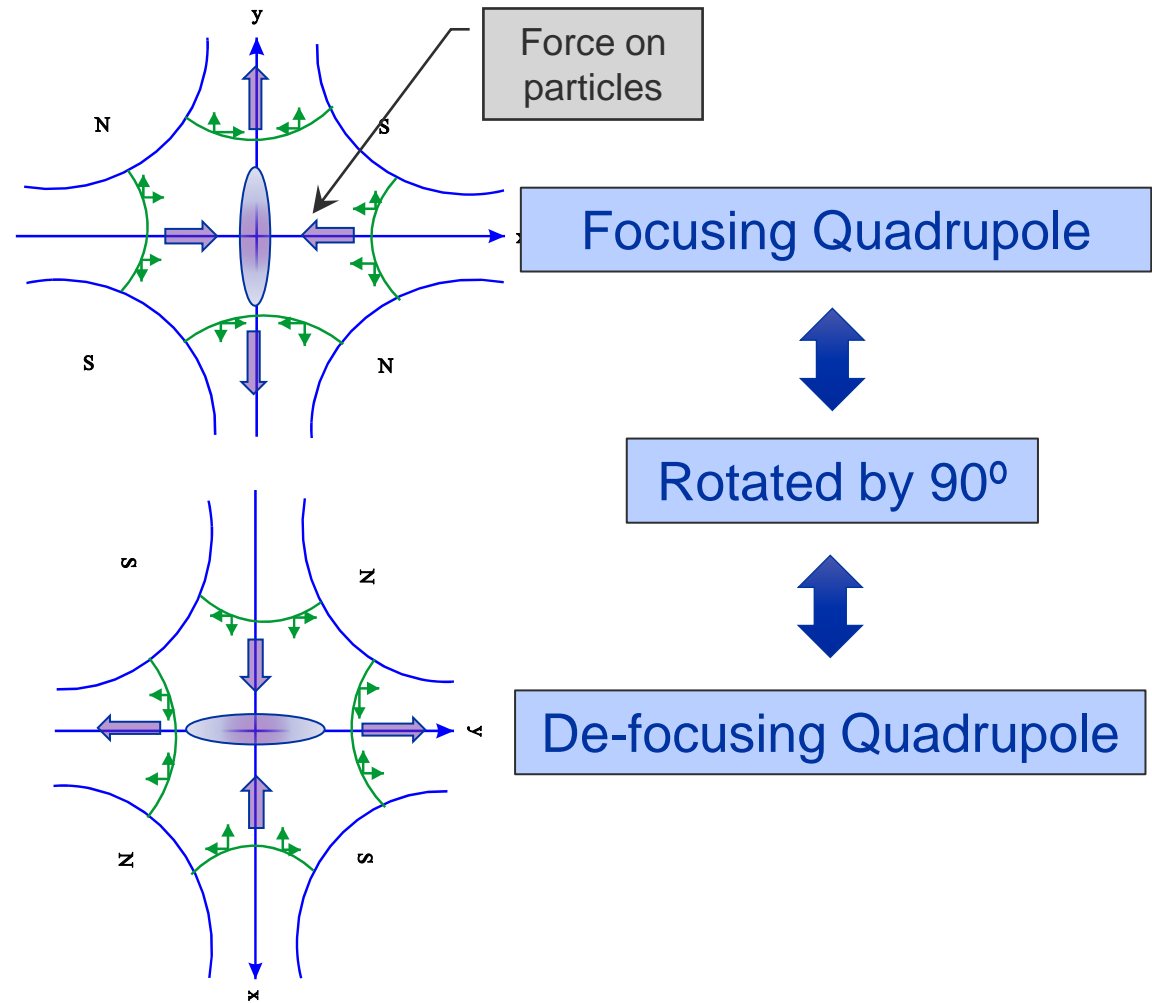 y
Force on
particles
N
S
x
Focusing Quadrupole
S
N
Rotated by 90º
S
N
y
De-focusing Quadrupole
N
S
x